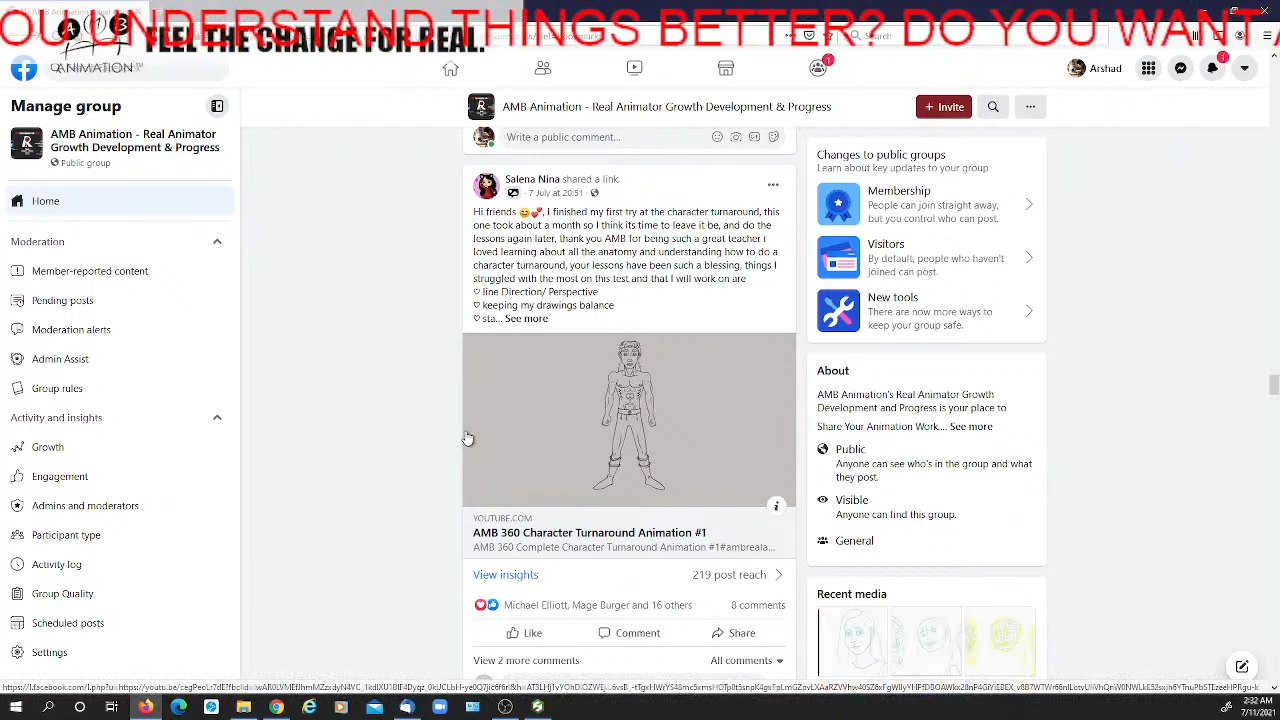 OU UNDERSTAND THINGS BETTER? DO YOU WANT A
FEEL THE CHANGE FOR REAL.
AMB
ANIMATION
Search
Arshad
1
1
Manage group
AMB Animation - Real Animator
Growth Development & Progress
Public group
Home
Moderation
Member-reported content
Pending posts
Moderation alerts
Admin Assist
Group rules
Activity and insights
Growth
Engagement
Admins and moderators
Participant type
Activity log
Group Quality
Scheduled posts
Settings
AMB Animation - Real Animator Growth Development & Progress
+ Invite
Write a public comment...
Salena Nina shared a link.
7 July at 20:51
Hi friends 😊💕, I finished my first try at the character turnaround, this
one took about a month so I think its time to leave it be, and do the
lessons again later, thank you AMB for being such a great teacher i
loved learning about all the anatomy and understanding how to do a
character turnaround, your lessons have been such a blessing, things I
struggled with the most on this test and that I will work on are
♡ line Direction/ Perspective
♡ keeping my drawings balance
♡ sta... See more
YOUTUBE.COM
AMB 360 Character Turnaround Animation #1
AMB 360 Complete Character Turnaround Animation #1#ambreala...
View insights
219 post reach
Michael Elliott, Mage Burger and 16 others
8 comments
Like
Comment
Share
View 2 more comments
All comments
Changes to public groups
Learn about key updates to your group
Membership
People can join straight away,
but you control who can post.
Visitors
By default, people who haven't
joined can post.
New tools
There are now more ways to
keep your group safe.
About
AMB Animation's Real Animator Growth
Development and Progress is your place to
Share Your Animation Work.... See more
Public
Anyone can see who's in the group and what
they post.
Visible
Anyone can find this group.
General
Recent media
2:32 AM
7/11/2021